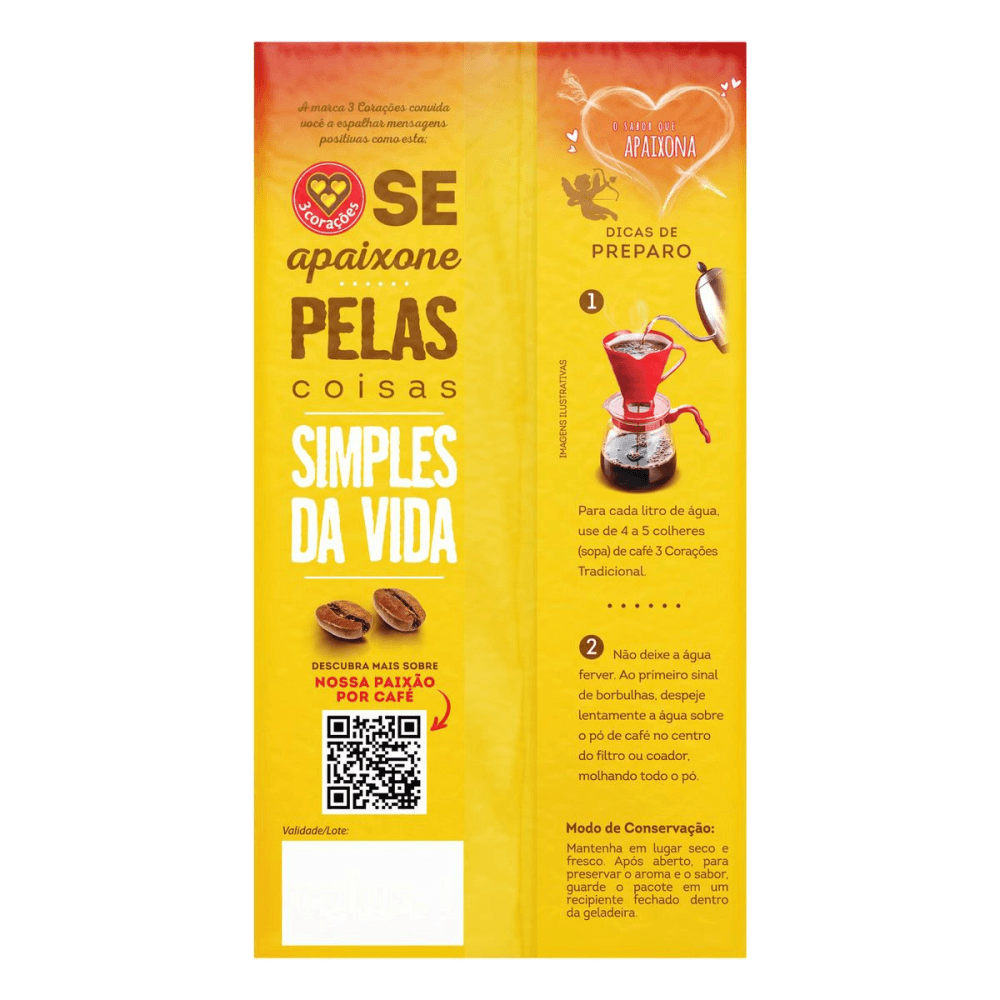 A marca 3 Corações convida
você a espalhar mensagens
positivas como esta:
3 corações
SE
apaixone
PELAS
coisas
SIMPLES
DA VIDA
DESCUBRA MAIS SOBRE
NOSSA PAIXÃO
POR CAFÉ
Validade/Lote:
O SABOR QUE
APAIXONA
DICAS DE
PREPARO
1
IMAGENS ILUSTRATIVAS
Para cada litro de água,
use de 4 a 5 colheres
(sopa) de café 3 Corações
Tradicional.
2 Não deixe a água
ferver. Ao primeiro sinal
de borbulhas, despeje
lentamente a água sobre
o pó de café no centro
do filtro ou coador,
molhando todo o pó.
Modo de Conservação:
Mantenha em lugar seco e
fresco. Após aberto, para
preservar o aroma e o sabor,
guarde o pacote em um
recipiente fechado dentro
da geladeira.